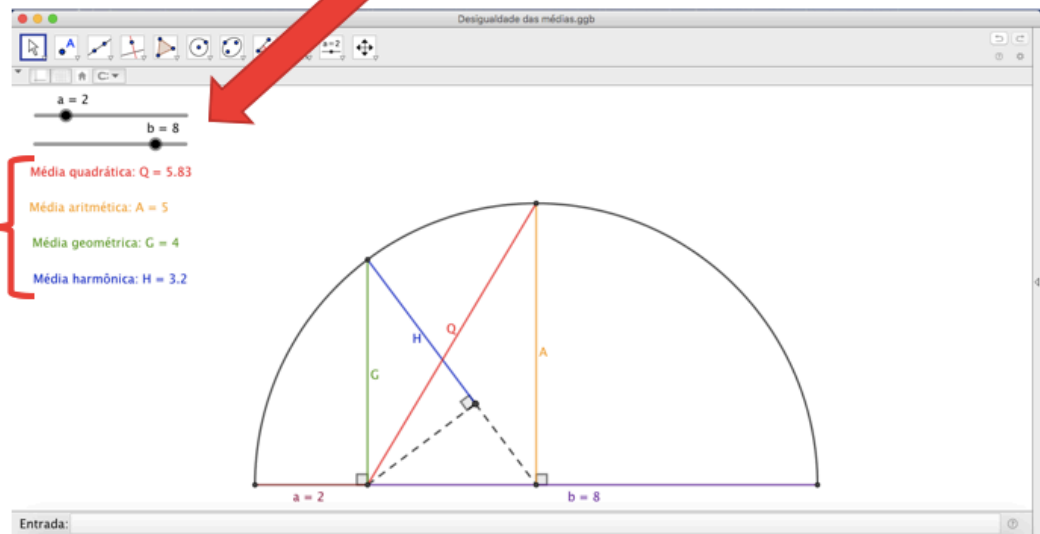 Desigualdade das médias.ggb
A
a=2
a = 2
b = 8
Média quadrática: Q = 5.83
Média aritmética: A = 5
Média geométrica: G = 4
Média harmônica: H = 3.2
Q
H
A
G
a = 2
b = 8
Entrada: